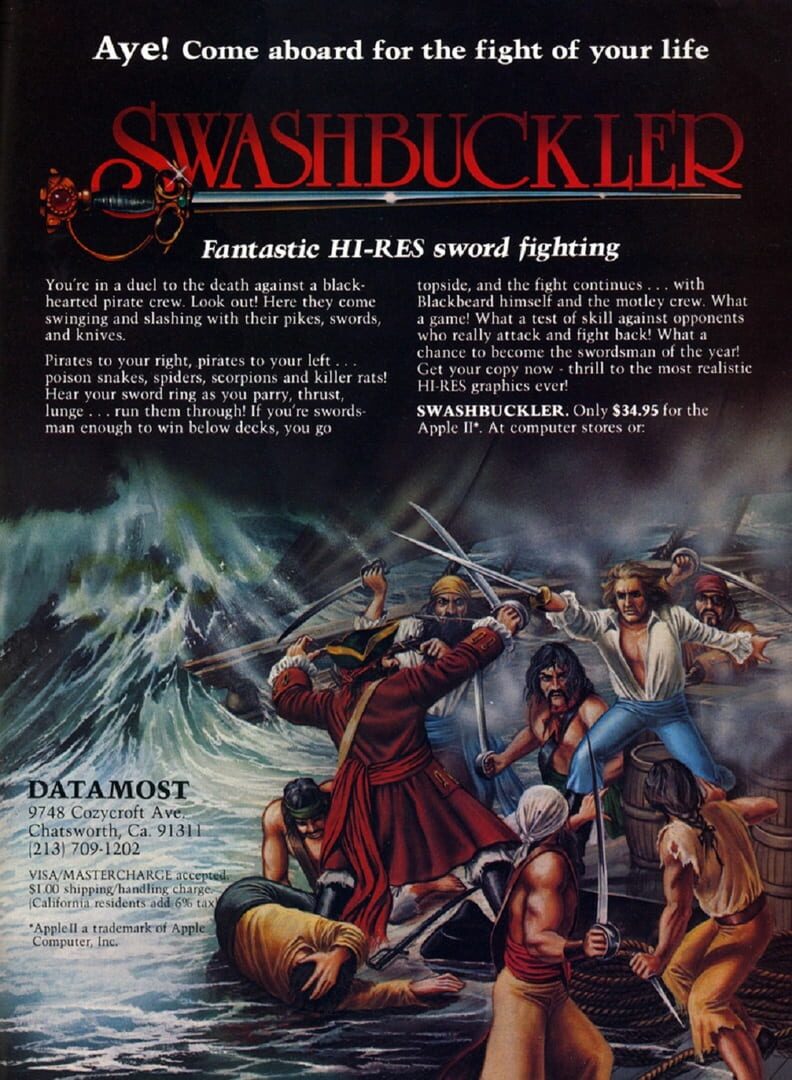 Aye! Come aboard for the fight of your life
SWASHBUCKLER
Fantastic HI-RES sword fighting
You're in a duel to the death against a black-
hearted pirate crew. Look out! Here they come
swinging and slashing with their pikes, swords,
and knives.
Pirates to your right, pirates to your left . . .
poison snakes, spiders, scorpions and killer rats!
Hear your sword ring as you parry, thrust,
lunge . . . run them through! If you're swords-
man enough to win below decks, you go
topside, and the fight continues . . . with
Blackbeard himself and the motley crew. What
a game! What a test of skill against opponents
who really attack and fight back! What a
chance to become the swordsman of the year!
Get your copy now - thrill to the most realistic
HI-RES graphics ever!
SWASHBUCKLER. Only $34.95 for the
Apple II*. At computer stores or:
DATAMOST
9748 Cozycroft Ave.
Chatsworth, Ca. 91311
(213) 709-1202
VISA/MASTERCHARGE accepted.
$1.00 shipping/handling charge.
(California residents add 6% tax)
*Apple II a trademark of Apple
Computer, Inc.